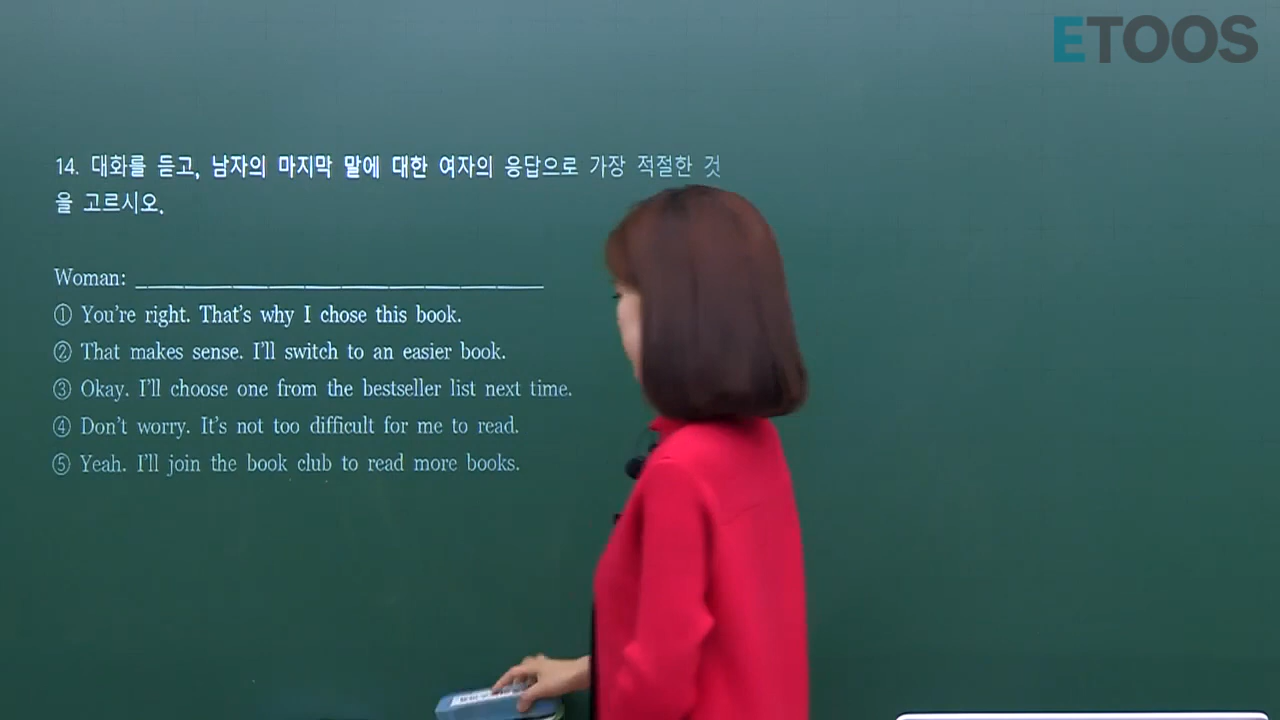 ETOOS
14. 대화를 듣고, 남자의 마지막 말에 대한 여자의 응답으로 가장 적절한 것
을 고르시오.
Woman: ______________________________
① You're right. That's why I chose this book.
② That makes sense. I'll switch to an easier book.
③ Okay. I'll choose one from the bestseller list next time.
④ Don't worry. It's not too difficult for me to read.
⑤ Yeah. I'll join the book club to read more books.